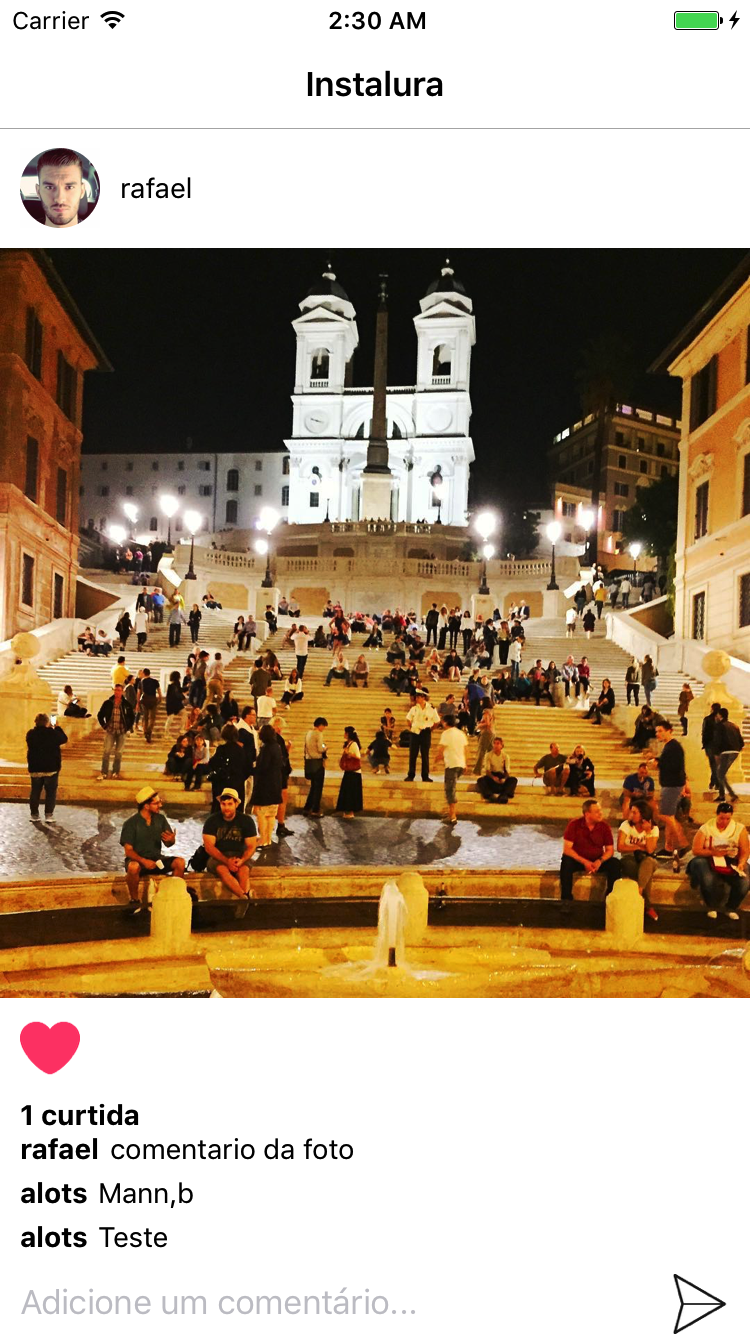 Carrier 2:30 AM
Instalura
rafael
1 curtida
rafael comentario da foto
alots Mann,b
alots Teste
Adicione um comentário...